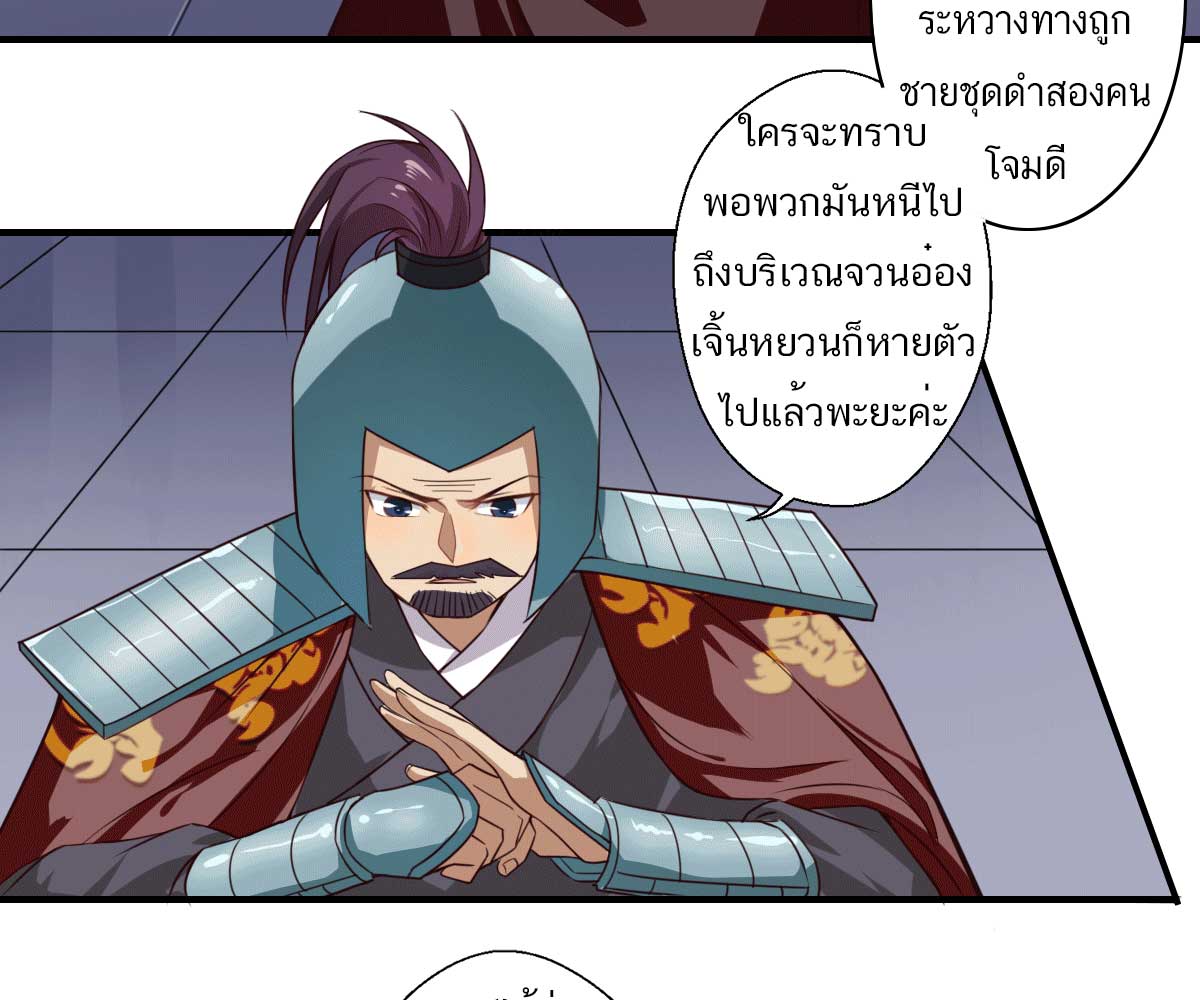 ระหว่างทางถูก
ชายชุดดำสองคน
โจมตี
ใครจะทราบ
พอพวกมันหนีไป
ถึงบริเวณจวนอ๋อง
เจิ้นหยวนก็หายตัว
ไปแล้วพะยะค่ะ